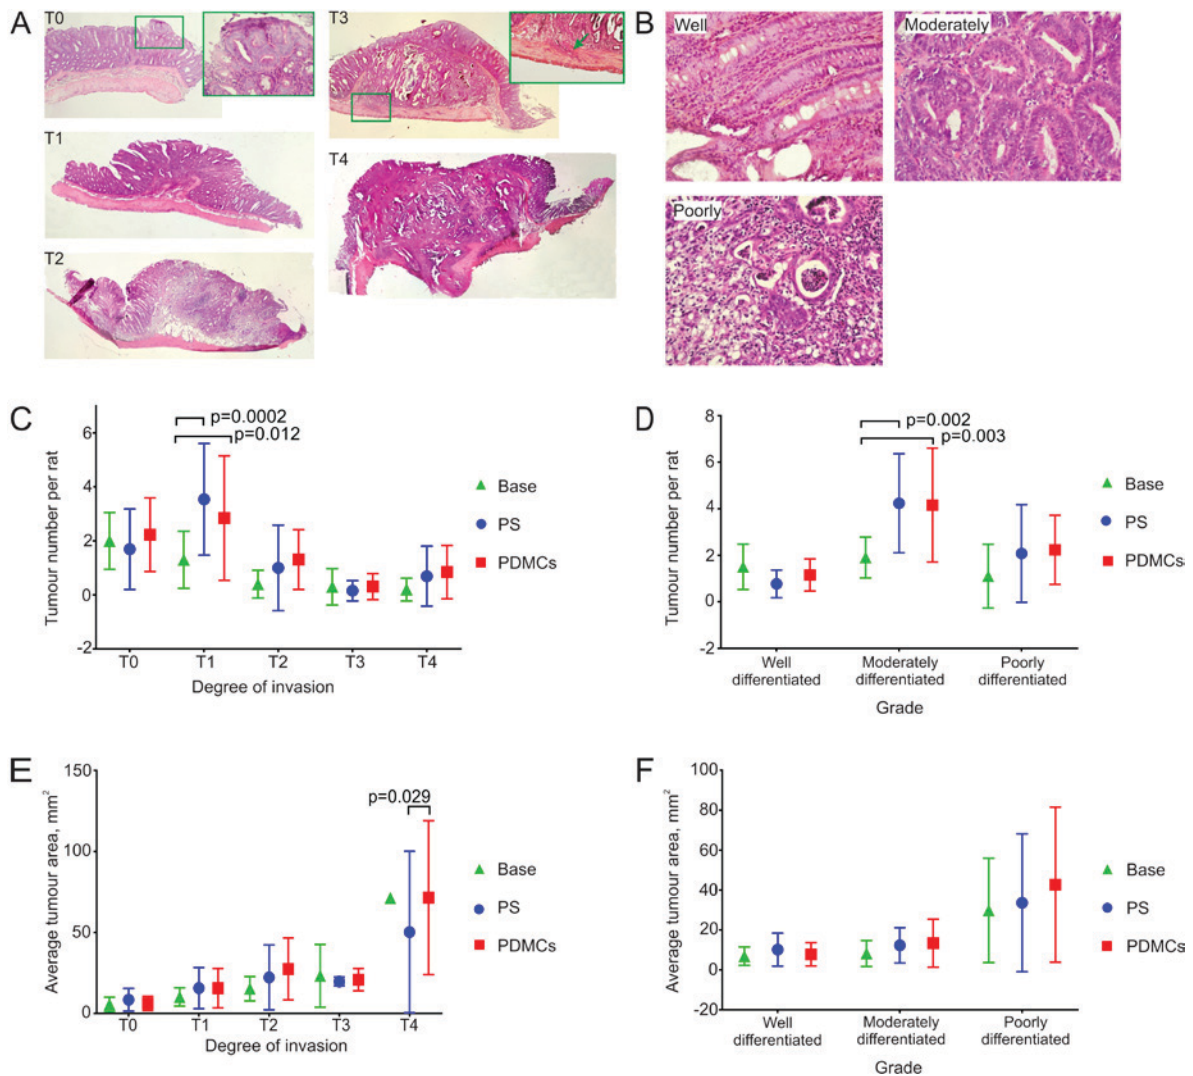 A
T0
T3
T1
T4
T2
B
Well
Moderately
Poorly
C
Tumour number per rat
6
4
2
0
-2
p=0.0002
p=0.012
T0 T1 T2 T3 T4
Degree of invasion
Base
PS
PDMCs
D
Tumour number per rat
8
6
4
2
0
-2
p=0.002
p=0.003
Well differentiated
Moderately differentiated
Poorly differentiated
Grade
Base
PS
PDMCs
E
Average tumour area, mm²
150
100
50
0
p=0.029
T0 T1 T2 T3 T4
Degree of invasion
Base
PS
PDMCs
F
Average tumour area, mm²
100
80
60
40
20
0
-20
Well differentiated
Moderately differentiated
Poorly differentiated
Grade
Base
PS
PDMCs